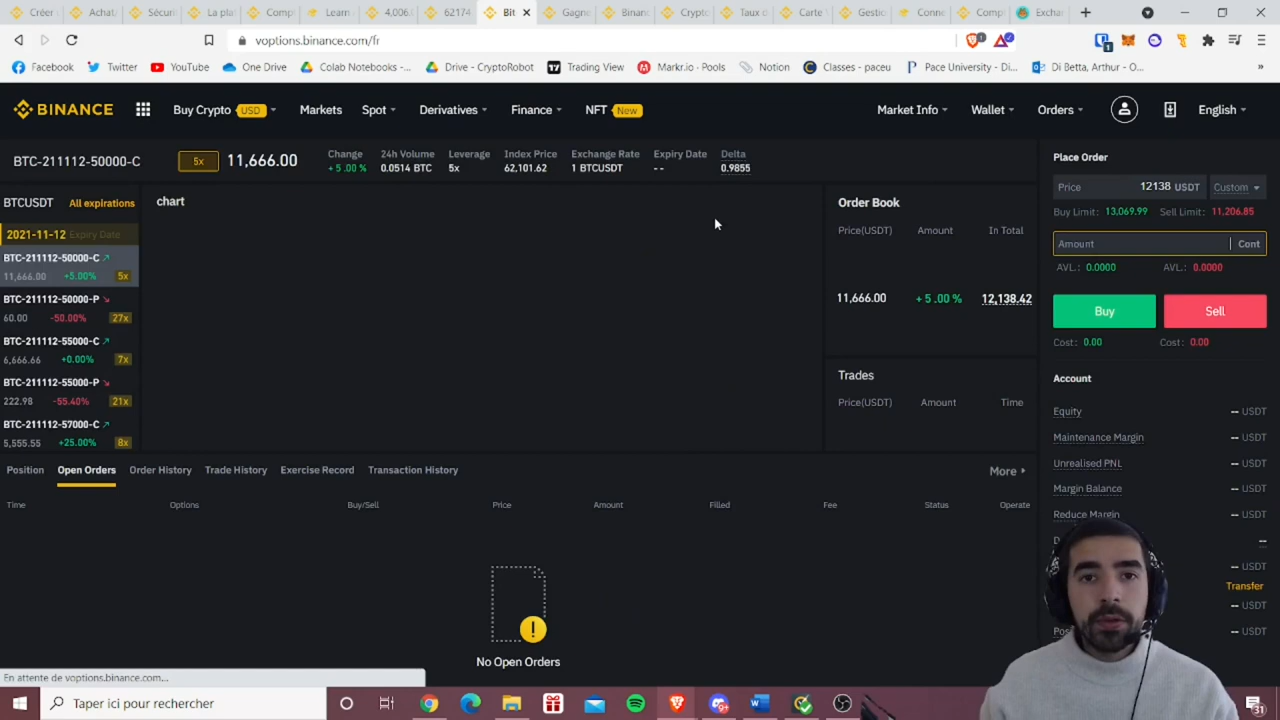 Créer
Achat
Sécuri
La plat
Comp
Learn
4,006.
62174
Bit
Gagne
Binanc
Crypto
Taux d
Carte V
Gestio
Conne
Comp
Exchar
voptions.binance.com/fr
1
Facebook
Twitter
YouTube
One Drive
Colab Notebooks -...
Drive - CryptoRobot
17 Trading View
Markr.io · Pools
Notion
Classes - paceu
Pace University - Di...
Di Betta, Arthur - O...
»
BINANCE
Buy Crypto USD
Markets
Spot
Derivatives
Finance
NFT New
Market Info
Wallet
Orders
English
BTC-211112-50000-C
5x
11,666.00
Change
+ 5 .00 %
24h Volume
0.0514 BTC
Leverage
5x
Index Price
62,101.62
Exchange Rate
1 BTCUSDT
Expiry Date
- -
Delta
0.9855
BTCUSDT All expirations
2021-11-12 Expiry Date
BTC-211112-50000-C
11,666.00 +5.00% 5x
BTC-211112-50000-P
60.00 -50.00% 27x
BTC-211112-55000-C
6,666.66 +0.00% 7x
BTC-211112-55000-P
222.98 -55.40% 21x
BTC-211112-57000-C
5,555.55 +25.00% 8x
chart
Order Book
Price(USDT) Amount In Total
11,666.00 + 5 .00 % 12,138.42
Trades
Price(USDT) Amount Time
Place Order
Price 12138 USDT Custom
Buy Limit: 13,069.99 Sell Limit: 11,206.85
Amount Cont
AVL.: 0.0000 AVL.: 0.0000
Buy Sell
Cost: 0.00 Cost: 0.00
Account
Equity -- USDT
Maintenance Margin -- USDT
Unrealised PNL -- USDT
Margin Balance -- USDT
Reduce Margin -- USDT
--
-- USDT
Transfer
-- USDT
-- USDT
Position Open Orders Order History Trade History Exercise Record Transaction History More
Time Options Buy/Sell Price Amount Filled Fee Status Operate
!
No Open Orders
En attente de voptions.binance.com...
Taper ici pour rechercher
9+
31